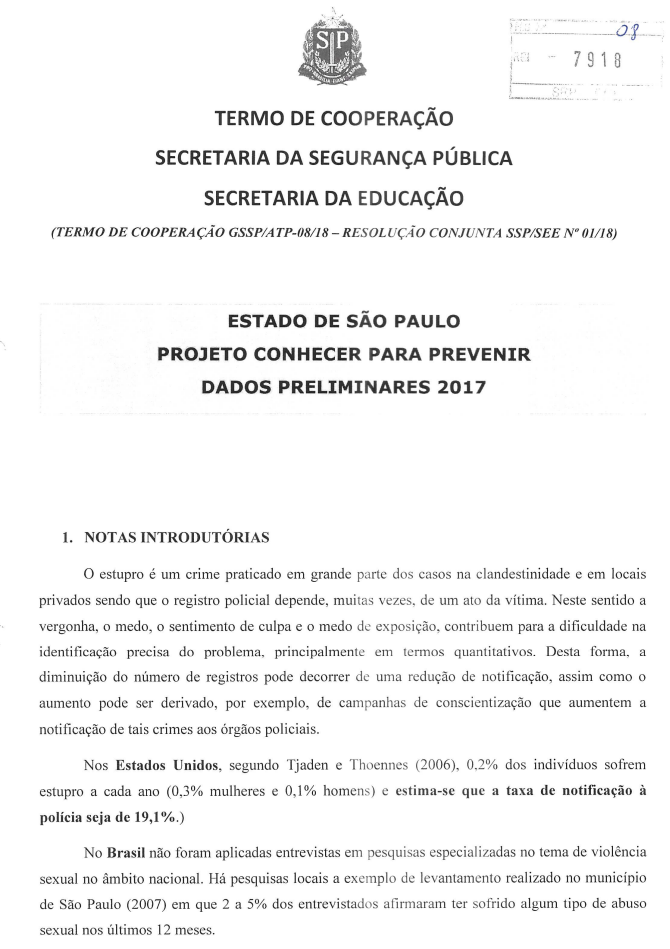 SP
08
7918
TERMO DE COOPERAÇÃO
SECRETARIA DA SEGURANÇA PÚBLICA
SECRETARIA DA EDUCAÇÃO
(TERMO DE COOPERAÇÃO GSSP/ATP-08/18 – RESOLUÇÃO CONJUNTA SSP/SEE Nº 01/18)
ESTADO DE SÃO PAULO
PROJETO CONHECER PARA PREVENIR
DADOS PRELIMINARES 2017
1. NOTAS INTRODUTÓRIAS
O estupro é um crime praticado em grande parte dos casos na clandestinidade e em locais
privados sendo que o registro policial depende, muitas vezes, de um ato da vítima. Neste sentido a
vergonha, o medo, o sentimento de culpa e o medo de exposição, contribuem para a dificuldade na
identificação precisa do problema, principalmente em termos quantitativos. Desta forma, a
diminuição do número de registros pode decorrer de uma redução de notificação, assim como o
aumento pode ser derivado, por exemplo, de campanhas de conscientização que aumentem a
notificação de tais crimes aos órgãos policiais.
Nos Estados Unidos, segundo Tjaden e Thoennes (2006), 0,2% dos indivíduos sofrem
estupro a cada ano (0,3% mulheres e 0,1% homens) e estima-se que a taxa de notificação à
polícia seja de 19,1%.)
No Brasil não foram aplicadas entrevistas em pesquisas especializadas no tema de violência
sexual no âmbito nacional. Há pesquisas locais a exemplo de levantamento realizado no município
de São Paulo (2007) em que 2 a 5% dos entrevistados afirmaram ter sofrido algum tipo de abuso
sexual nos últimos 12 meses.